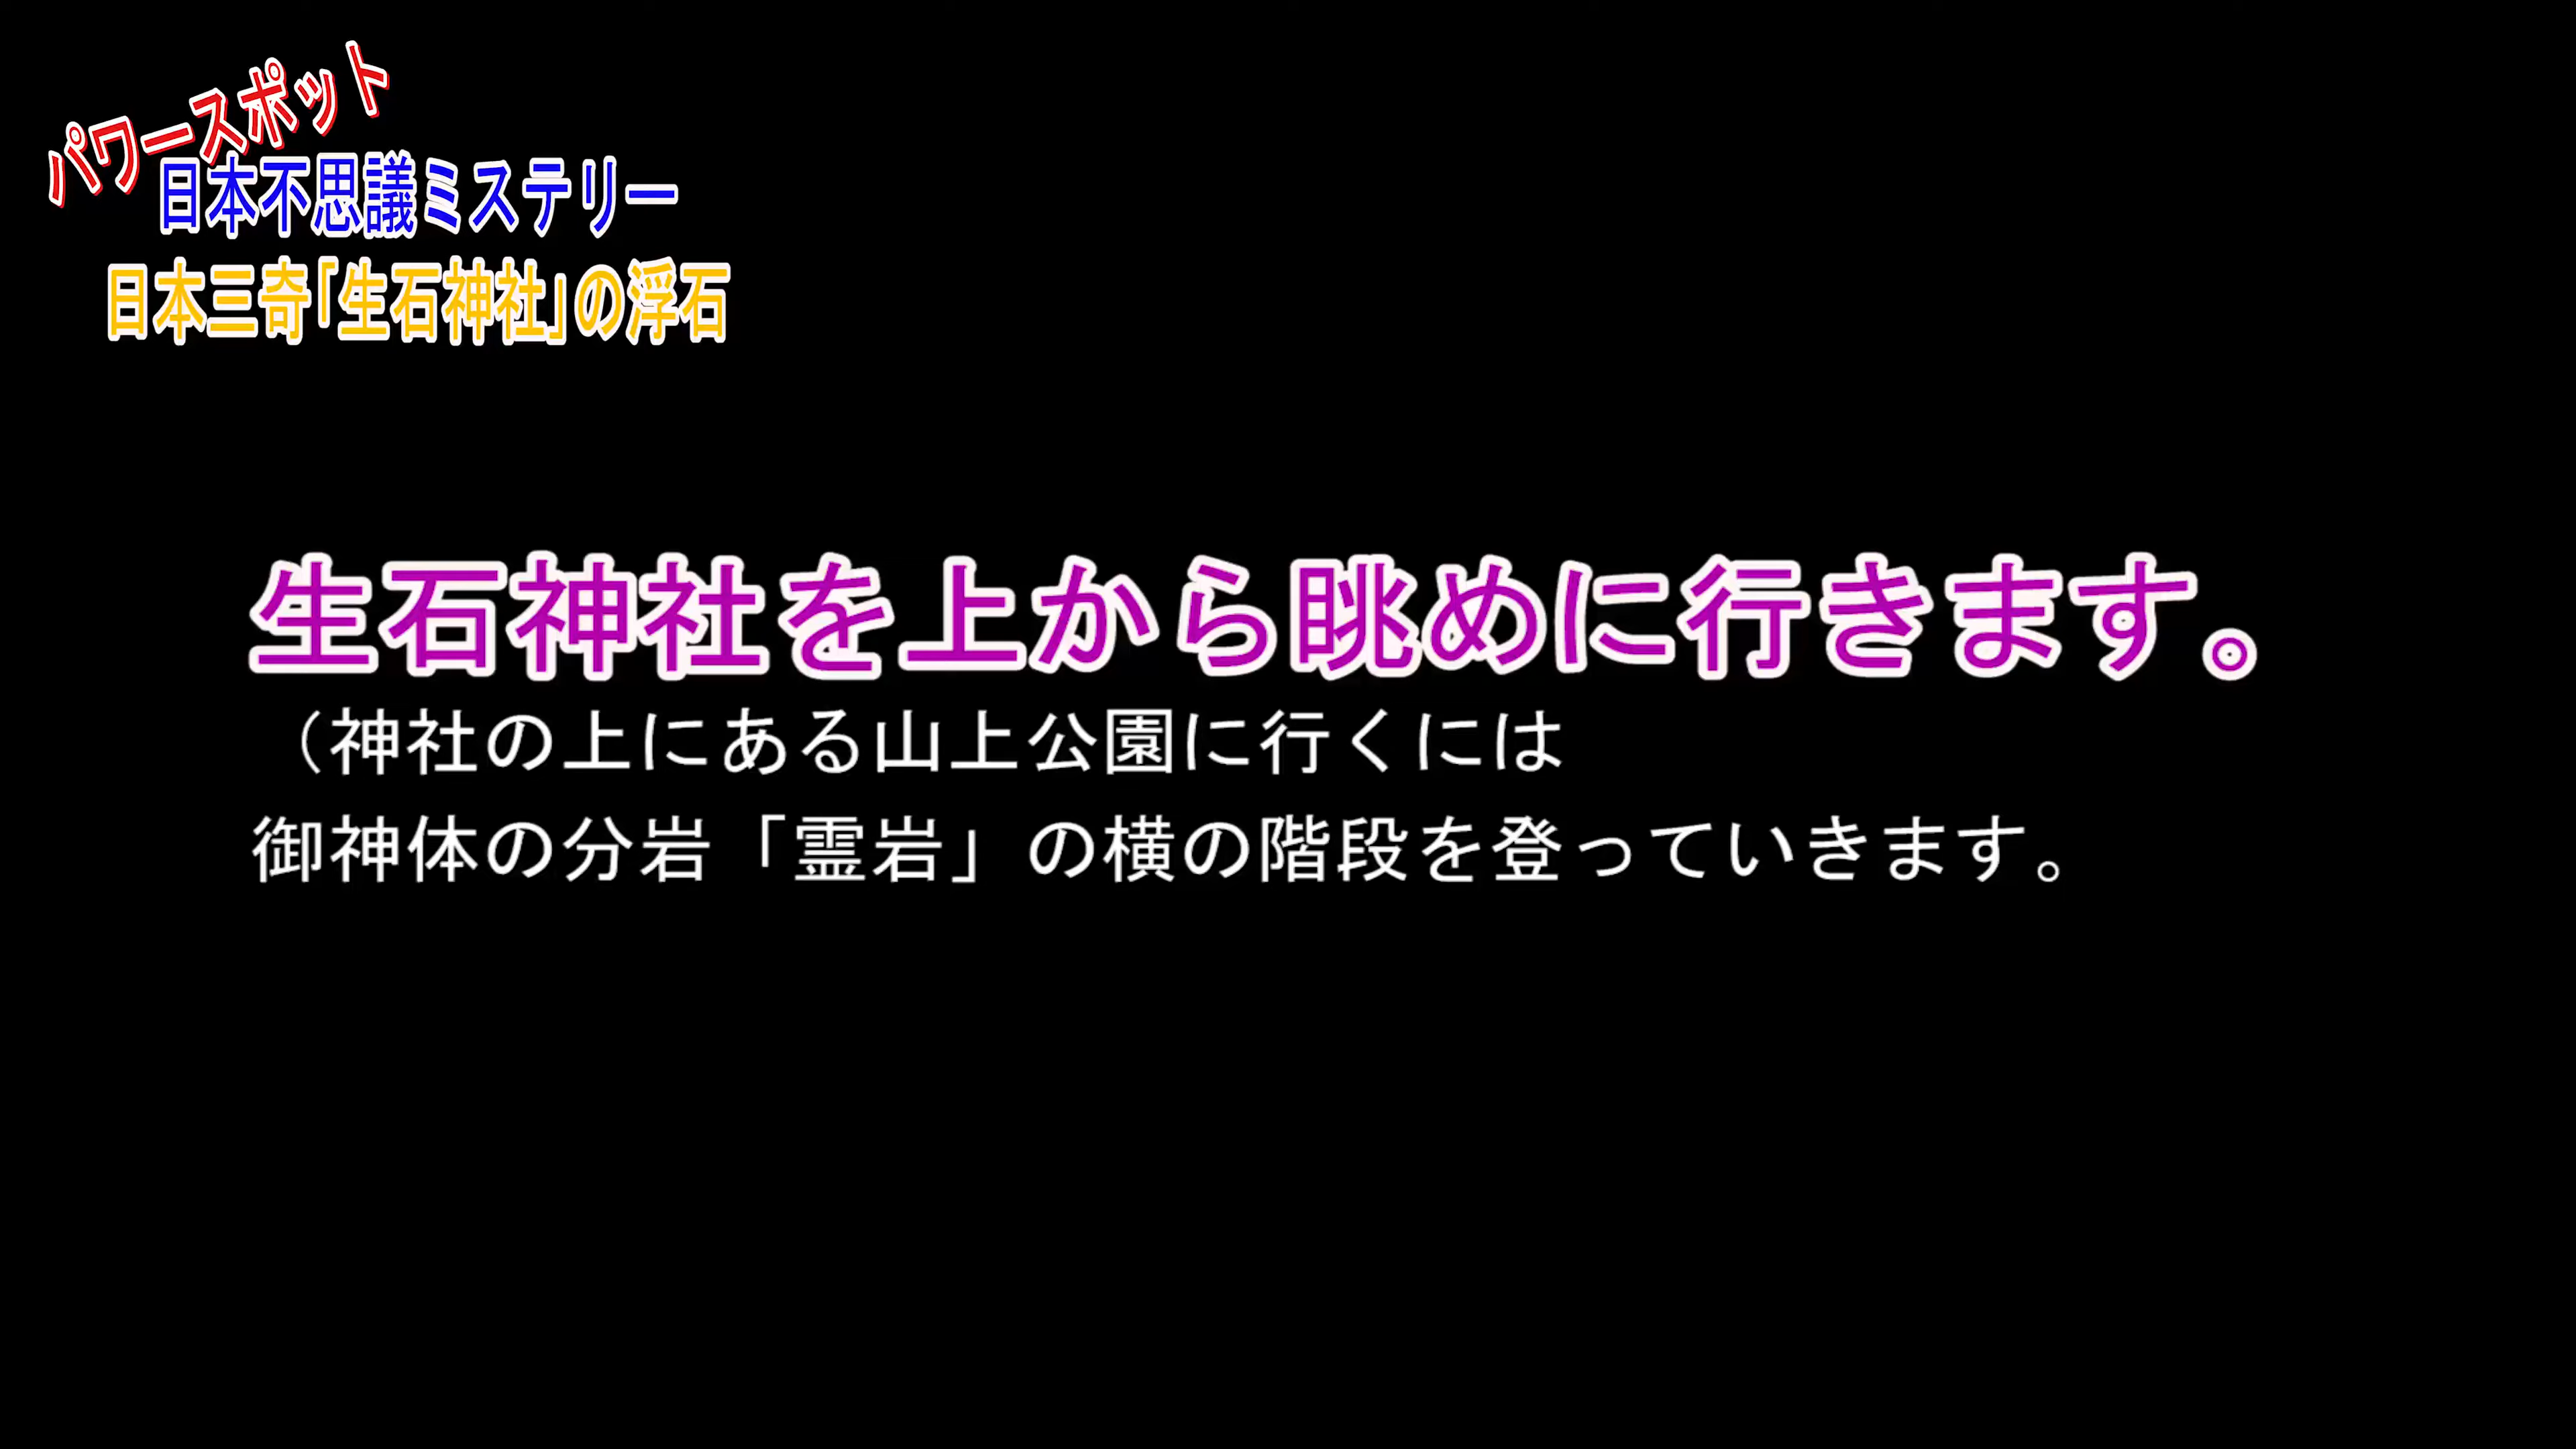 パワースポット
日本不思議ミステリー
日本三奇「生石神社」の浮石
生石神社を上から眺めに行きます。
（神社の上にある山上公園に行くには
御神体の分岩「霊岩」の横の階段を登っていきます。